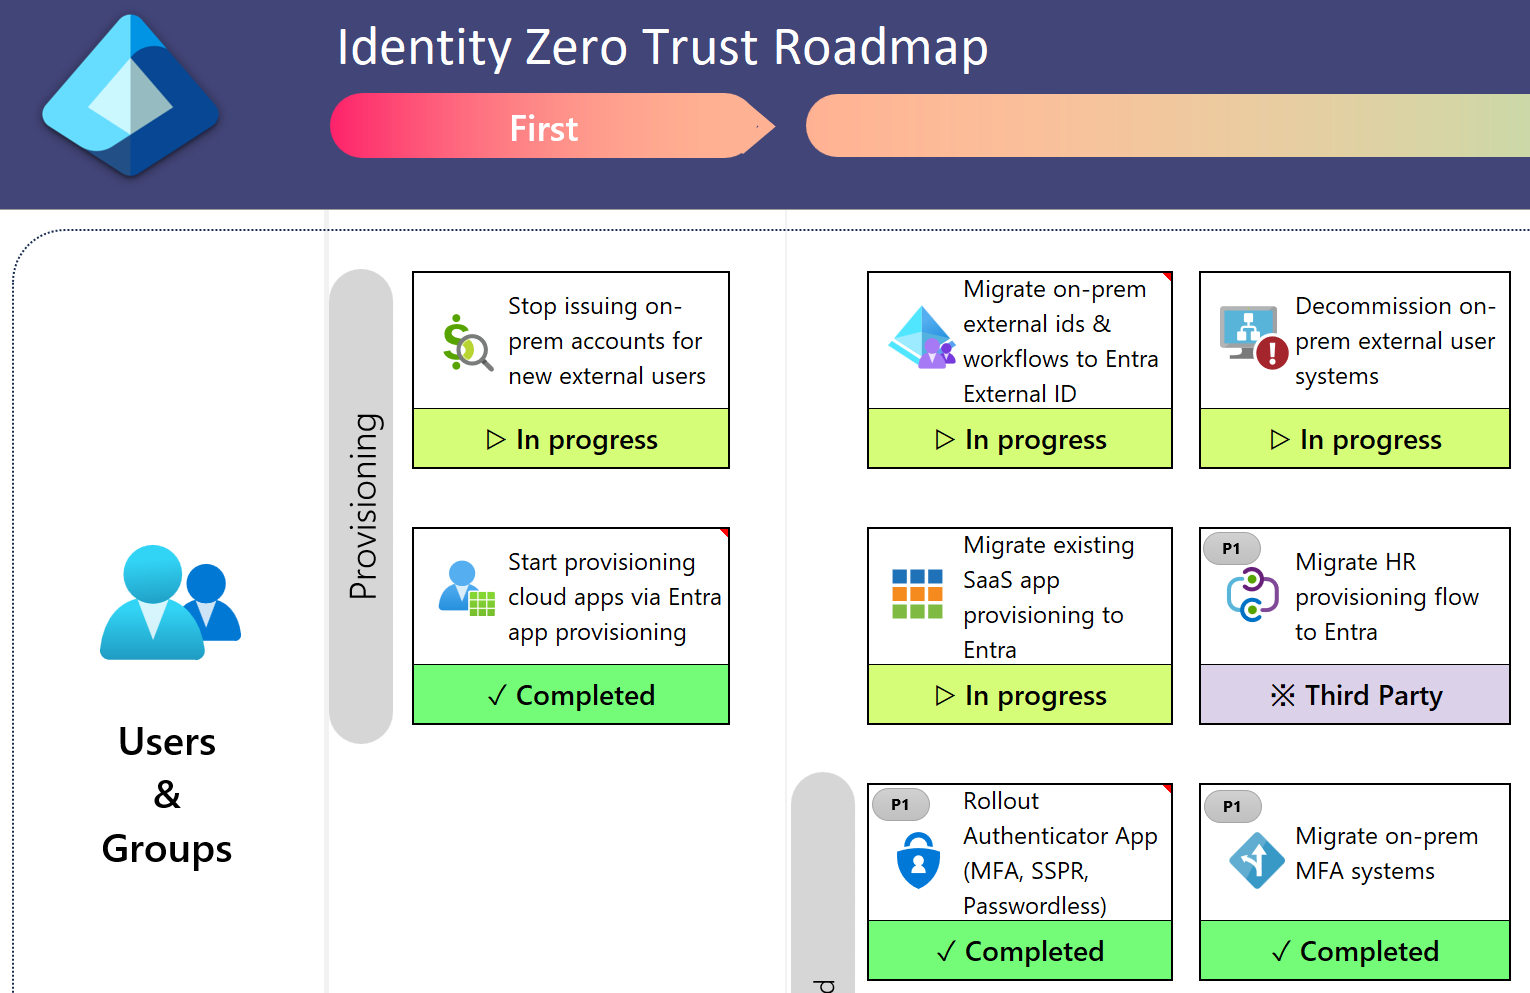 Identity Zero Trust Roadmap
First
Provisioning
Stop issuing on-
prem accounts for
new external users
▷ In progress
Migrate on-prem
external ids &
workflows to Entra
External ID
▷ In progress
Decommission on-
prem external user
systems
▷ In progress
Start provisioning
cloud apps via Entra
app provisioning
✓ Completed
Migrate existing
SaaS app
provisioning to
Entra
▷ In progress
P1
Migrate HR
provisioning flow
to Entra
※ Third Party
Users
&
Groups
P1
Rollout
Authenticator App
(MFA, SSPR,
Passwordless)
✓ Completed
P1
Migrate on-prem
MFA systems
✓ Completed